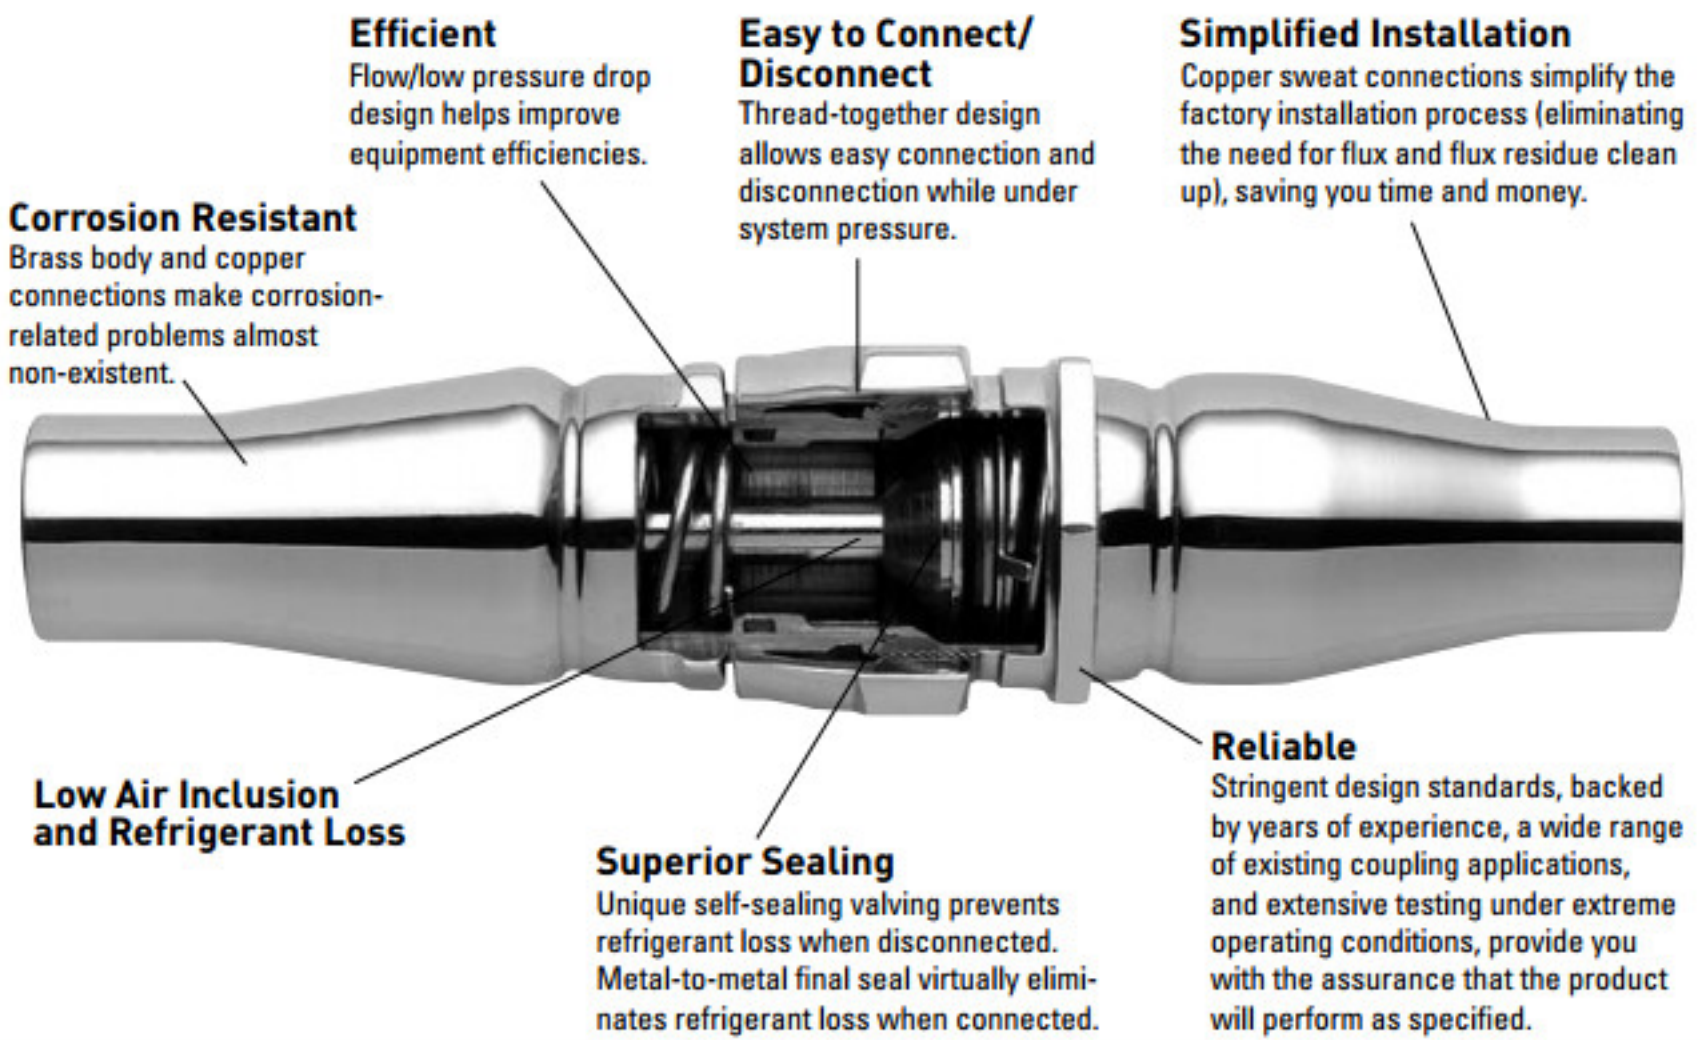 Efficient
Flow/low pressure drop
design helps improve
equipment efficiencies.
Easy to Connect/
Disconnect
Thread-together design
allows easy connection and
disconnection while under
system pressure.
Simplified Installation
Copper sweat connections simplify the
factory installation process (eliminating
the need for flux and flux residue clean
up), saving you time and money.
Corrosion Resistant
Brass body and copper
connections make corrosion-
related problems almost
non-existent.
Low Air Inclusion
and Refrigerant Loss
Superior Sealing
Unique self-sealing valving prevents
refrigerant loss when disconnected.
Metal-to-metal final seal virtually elimi-
nates refrigerant loss when connected.
Reliable
Stringent design standards, backed
by years of experience, a wide range
of existing coupling applications,
and extensive testing under extreme
operating conditions, provide you
with the assurance that the product
will perform as specified.